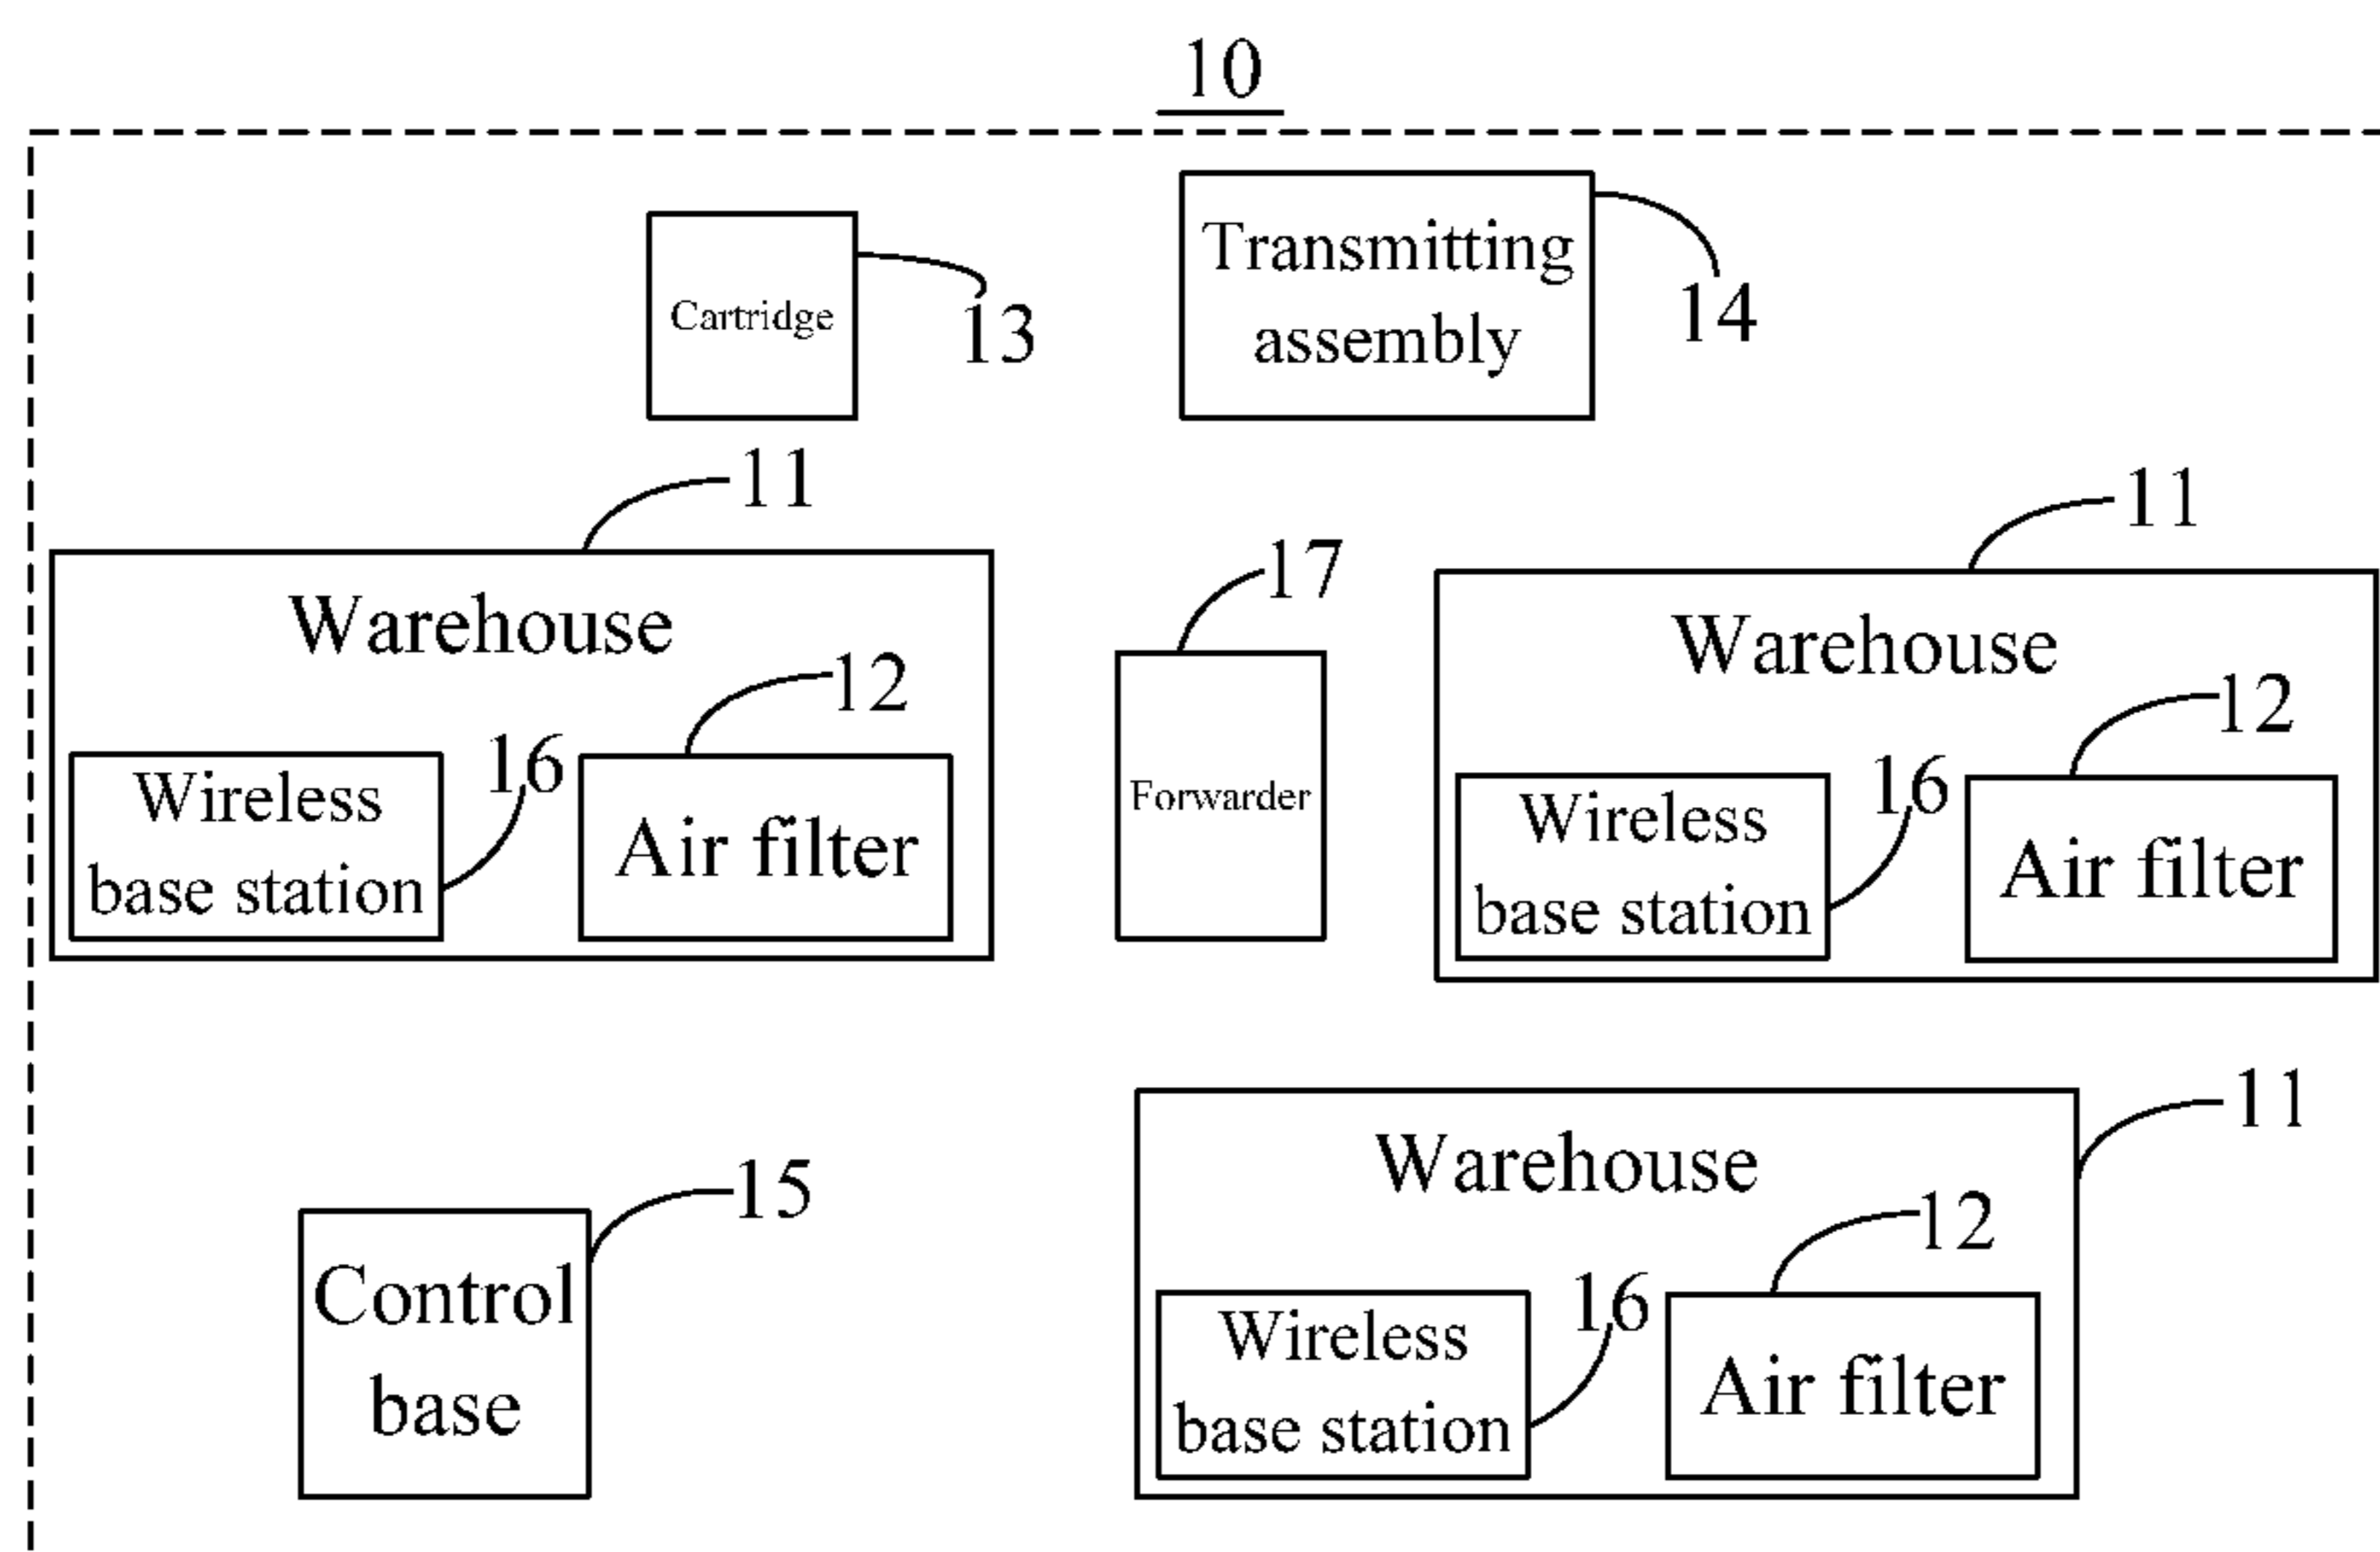 10
Cartridge
13
Transmitting
assembly
14
11
Warehouse
12
16
Wireless
base station
Air filter
17
Forwarder
11
Warehouse
12
16
Wireless
base station
Air filter
15
Control
base
11
Warehouse
12
16
Wireless
base station
Air filter